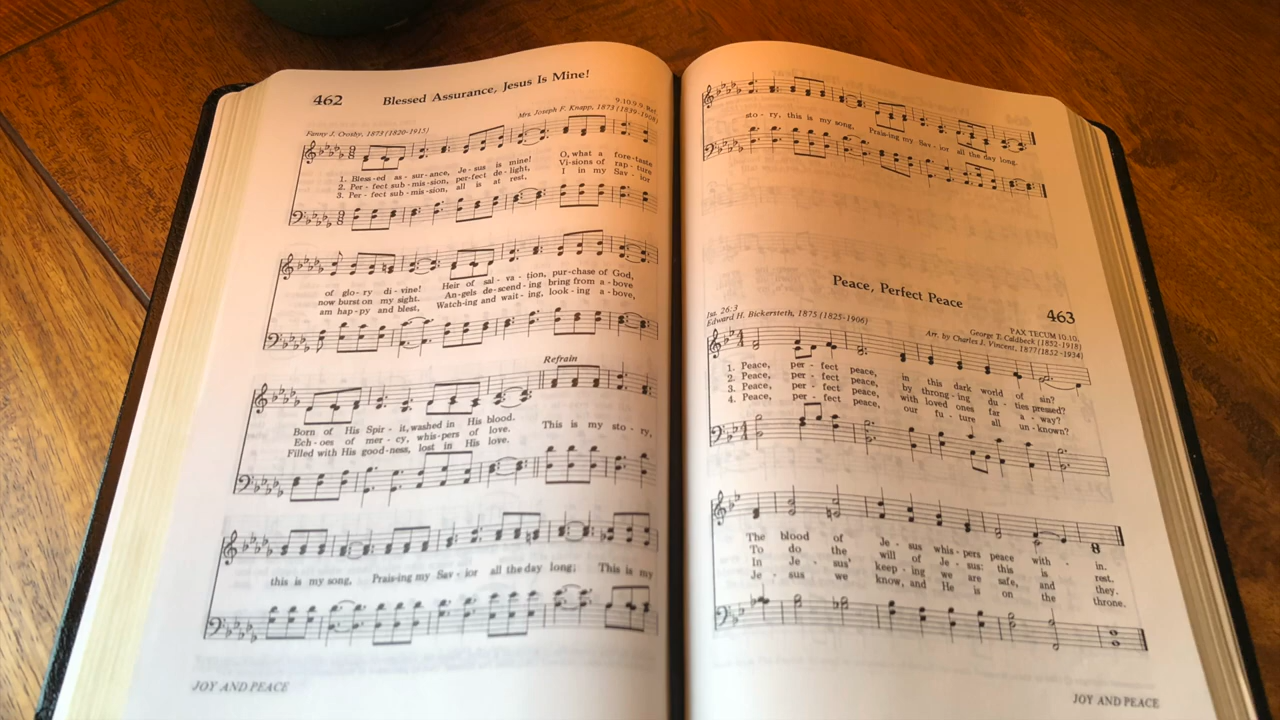 462
Blessed Assurance, Jesus Is Mine!
9.10.9.9. Ref.
Fanny J. Crosby, 1873 (1820-1915)
Mrs. Joseph F. Knapp, 1873 (1839-1908)
1. Bless-ed as - sur - ance, Je - sus is mine! O, what a fore-taste
2. Per - fect sub - mis - sion, per-fect de - light, Vi-sions of rap - ture
3. Per - fect sub - mis - sion, all is at rest, I in my Sav - ior
of glo - ry di - vine! Heir of sal - va - tion, pur-chase of God,
now burst on my sight. An-gels de-scend-ing bring from a-bove
am hap - py and blest, Watch-ing and wait - ing, look - ing a-bove,
Refrain
Born of His Spir - it, washed in His blood. This is my sto - ry,
Ech - oes of mer - cy, whis-pers of love.
Filled with His good-ness, lost in His love.
this is my song, Prais-ing my Sav - ior all the day long; This is my
JOY AND PEACE
sto - ry, this is my song, Prais-ing my Sav - ior all the day long.
Peace, Perfect Peace
463
Isa. 26:3
Edward H. Bickersteth, 1875 (1825-1906)
PAX TECUM 10.10.
George T. Caldbeck (1852-1918)
Arr. by Charles J. Vincent, 1877 (1852-1934)
1. Peace, per - fect peace, in this dark world of sin?
2. Peace, per - fect peace, by throng - ing du - ties pressed?
3. Peace, per - fect peace, with loved ones far a - way?
4. Peace, per - fect peace, our fu - ture all un - known?
The blood of Je - sus whis - pers peace with - in.
To do the will of Je - sus: this is rest.
In Je - sus' keep - ing we are safe, and they.
Je - sus we know, and He is on the throne.
JOY AND PEACE